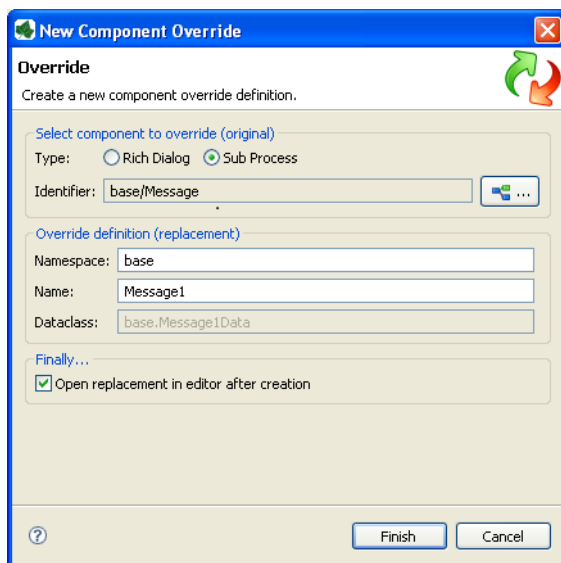 New Component Override
Override
Create a new component override definition.
Select component to override (original)
Type: Rich Dialog Sub Process
Identifier: base/Message ...
Override definition (replacement)
Namespace: base
Name: Message1
Dataclass: base.Message1Data
Finally...
Open replacement in editor after creation
? Finish Cancel